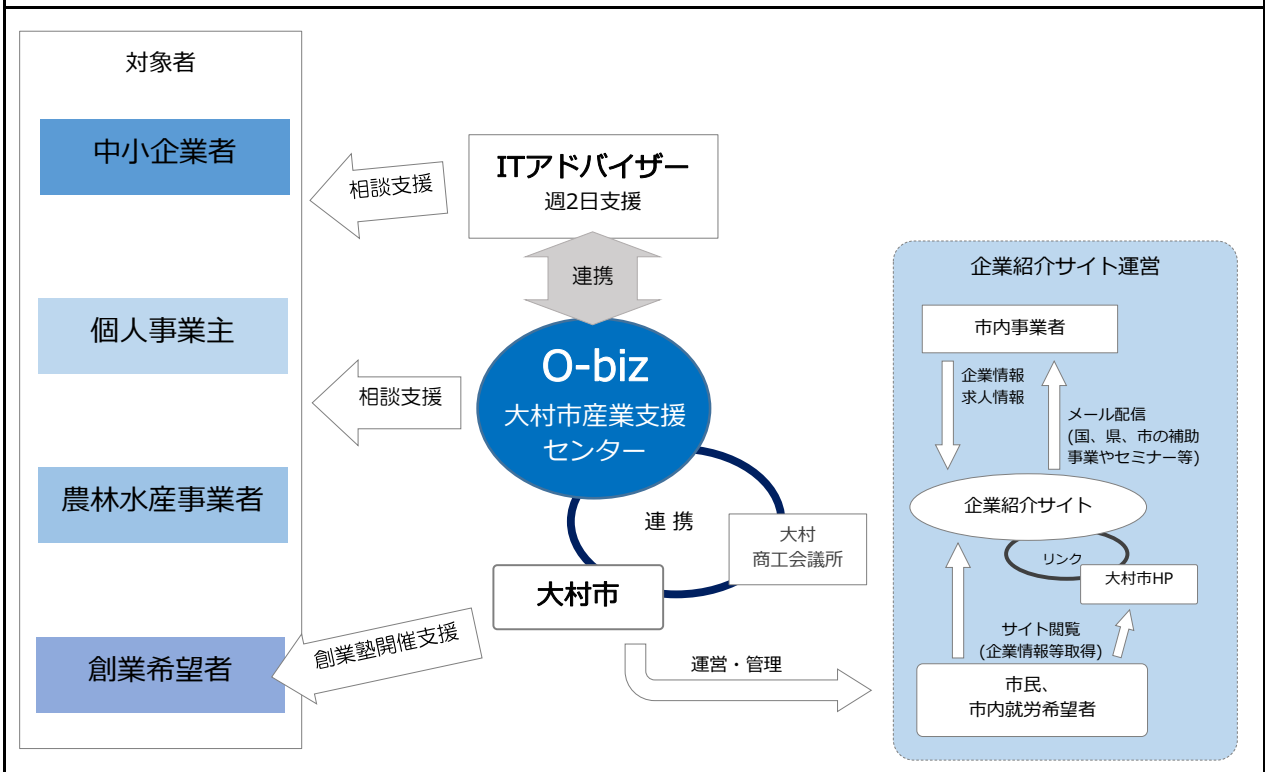 対象者
中小企業者
個人事業主
農林水産事業者
創業希望者
相談支援
相談支援
創業塾開催支援
ITアドバイザー
週2日支援
連携
O-biz
大村市産業支援
センター
連 携
大村
商工会議所
大村市
運営・管理
企業紹介サイト運営
市内事業者
企業情報
求人情報
メール配信
(国、県、市の補助
事業やセミナー等)
企業紹介サイト
リンク
大村市HP
サイト閲覧
(企業情報等取得)
市民、
市内就労希望者